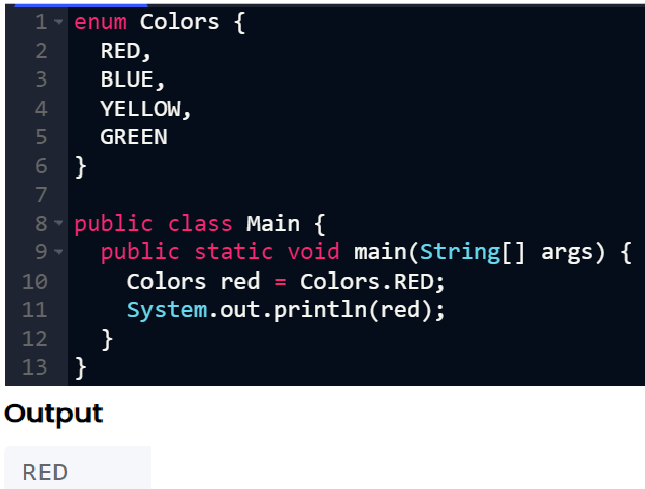 1 enum Colors {
2   RED,
3   BLUE,
4   YELLOW,
5   GREEN
6 }
7
8 public class Main {
9   public static void main(String[] args) {
10     Colors red = Colors.RED;
11     System.out.println(red);
12   }
13 }
Output
RED